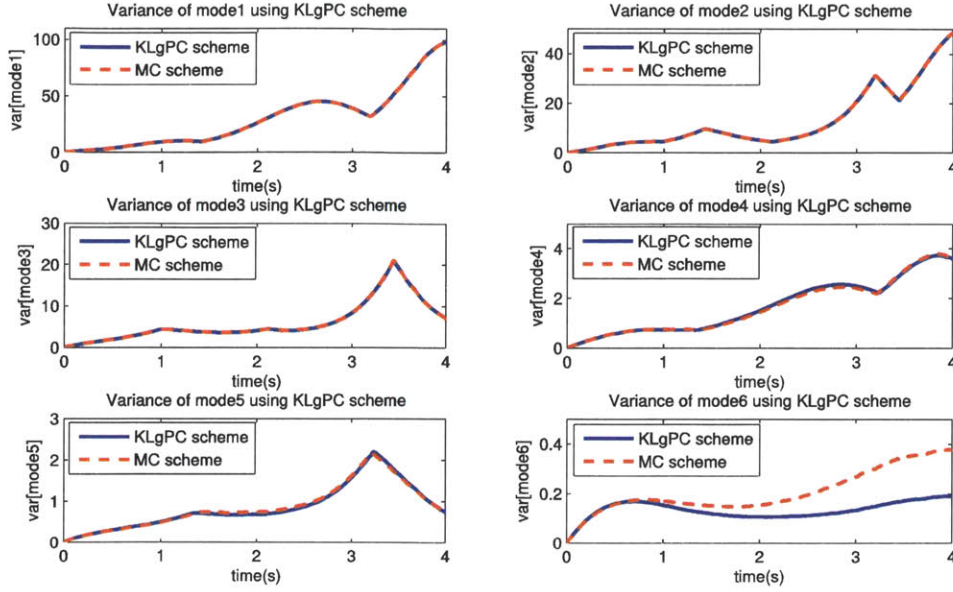 Variance of mode1 using KLgPC scheme
var[mode1]
100
50
0
KLgPC scheme
MC scheme
0 1 2 3 4
time(s)
Variance of mode2 using KLgPC scheme
var[mode2]
40
20
0
KLgPC scheme
MC scheme
0 1 2 3 4
time(s)
Variance of mode3 using KLgPC scheme
var[mode3]
30
20
10
0
KLgPC scheme
MC scheme
0 1 2 3 4
time(s)
Variance of mode4 using KLgPC scheme
var[mode4]
4
2
0
KLgPC scheme
MC scheme
0 1 2 3 4
time(s)
Variance of mode5 using KLgPC scheme
var[mode5]
3
2
1
0
KLgPC scheme
MC scheme
0 1 2 3 4
time(s)
Variance of mode6 using KLgPC scheme
var[mode6]
0.4
0.2
0
KLgPC scheme
MC scheme
0 1 2 3 4
time(s)